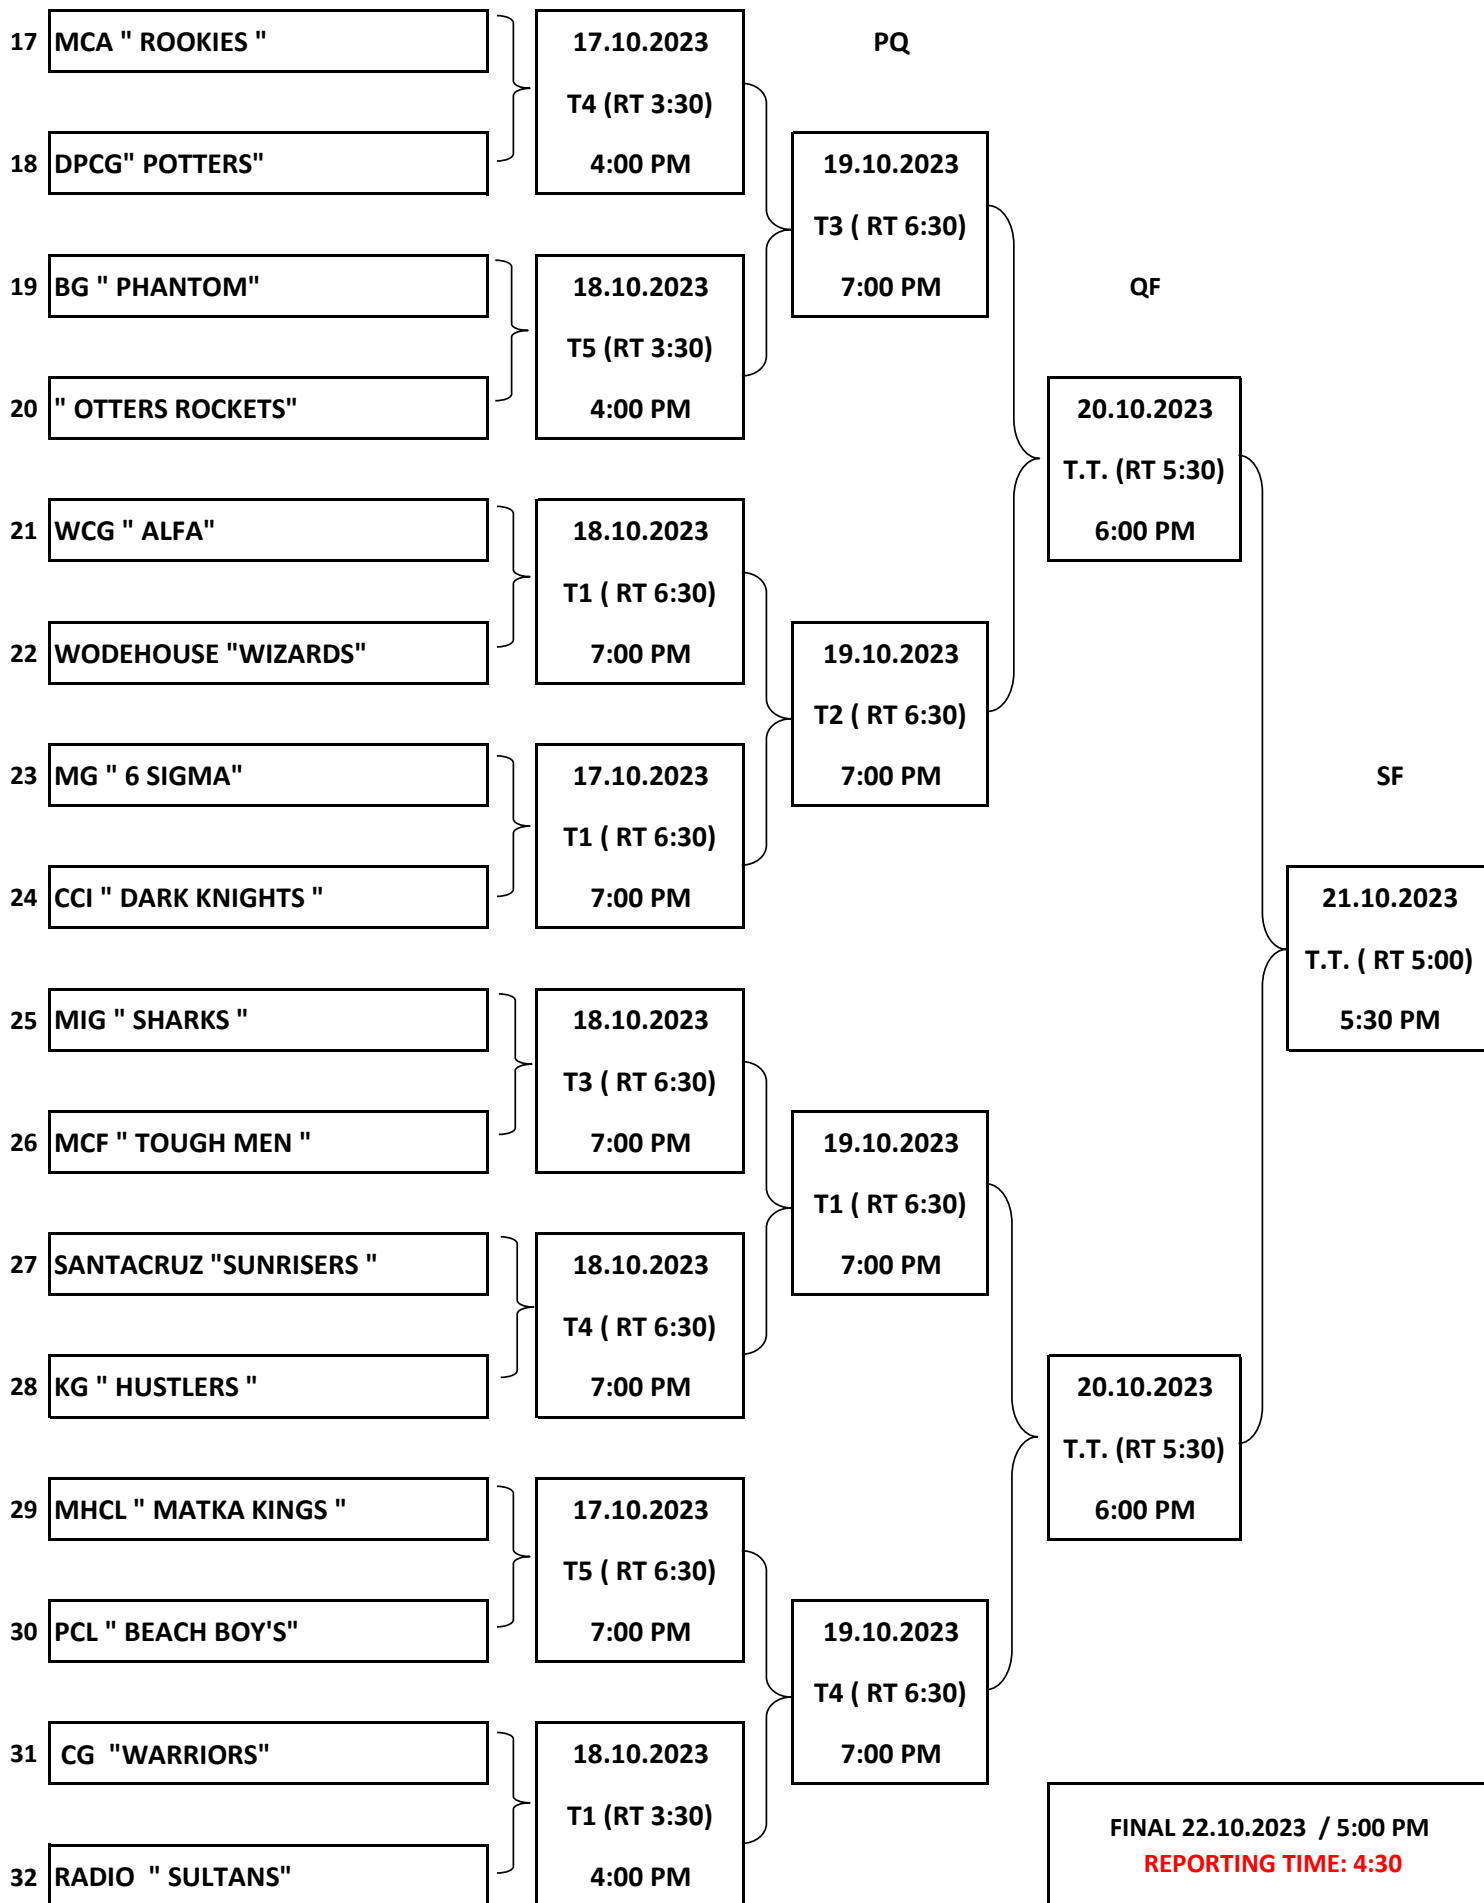 17 MCA " ROOKIES " 17.10.2023 PQ
T4 (RT 3:30)
18 DPCG" POTTERS" 4:00 PM 19.10.2023
T3 ( RT 6:30)
19 BG " PHANTOM" 18.10.2023 7:00 PM QF
T5 (RT 3:30)
20 " OTTERS ROCKETS" 4:00 PM 20.10.2023
T.T. (RT 5:30)
21 WCG " ALFA" 18.10.2023 6:00 PM
T1 ( RT 6:30)
22 WODEHOUSE "WIZARDS" 7:00 PM 19.10.2023
T2 ( RT 6:30)
23 MG " 6 SIGMA" 17.10.2023 7:00 PM SF
T1 ( RT 6:30)
24 CCI " DARK KNIGHTS " 7:00 PM 21.10.2023
T.T. ( RT 5:00)
25 MIG " SHARKS " 18.10.2023 5:30 PM
T3 ( RT 6:30)
26 MCF " TOUGH MEN " 7:00 PM 19.10.2023
T1 ( RT 6:30)
27 SANTACRUZ "SUNRISERS " 18.10.2023 7:00 PM
T4 ( RT 6:30)
28 KG " HUSTLERS " 7:00 PM 20.10.2023
T.T. (RT 5:30)
29 MHCL " MATKA KINGS " 17.10.2023 6:00 PM
T5 ( RT 6:30)
30 PCL " BEACH BOY'S" 7:00 PM 19.10.2023
T4 ( RT 6:30)
31 CG "WARRIORS" 18.10.2023 7:00 PM
T1 (RT 3:30)
FINAL 22.10.2023 / 5:00 PM
REPORTING TIME: 4:30
32 RADIO " SULTANS" 4:00 PM